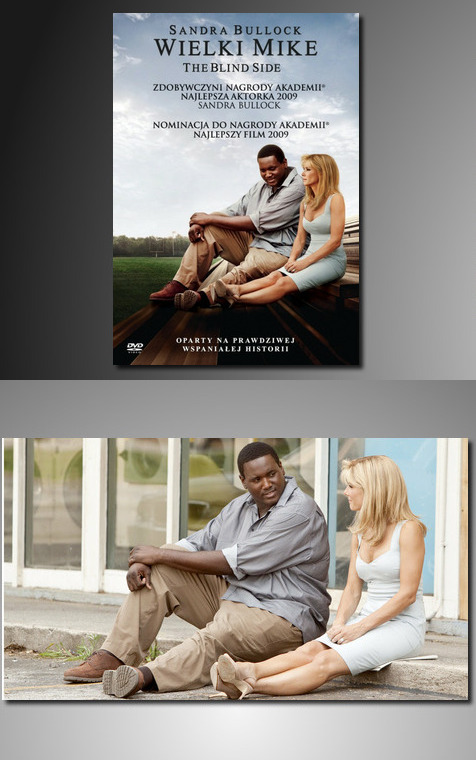 SANDRA BULLOCK
WIELKI MIKE
THE BLIND SIDE
ZDOBYWCZYNI NAGRODY AKADEMII®
NAJLEPSZA AKTORKA 2009
SANDRA BULLOCK
NOMINACJA DO NAGRODY AKADEMII®
NAJLEPSZY FILM 2009
OPARTY NA PRAWDZIWEJ
WSPANIAŁEJ HISTORII
DVD
VIDEO